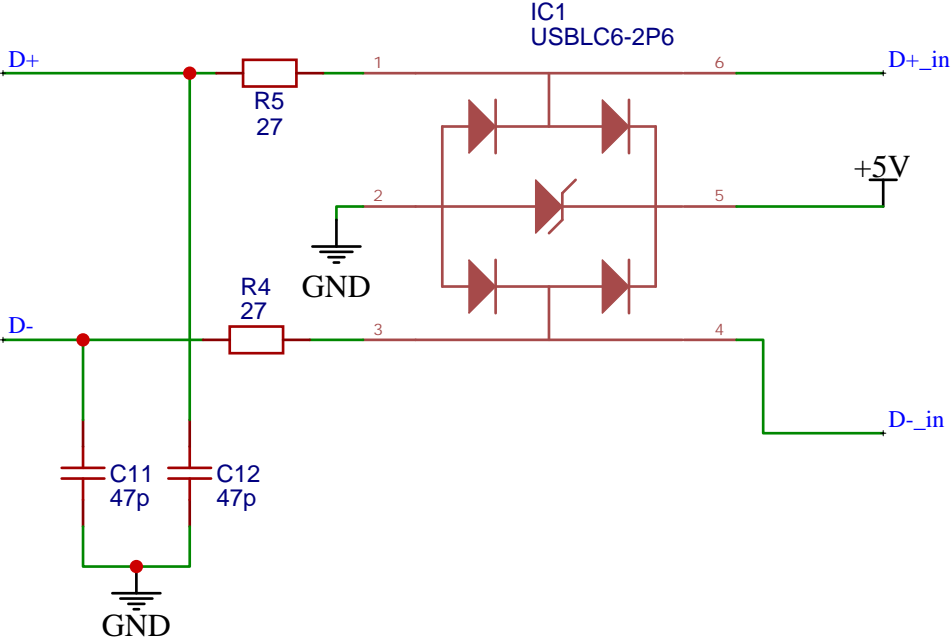 IC1
USBLC6-2P6
D+
1
6
D+_in
R5
27
+5V
2
5
GND
R4
27
D-
3
4
D-_in
C11
47p
C12
47p
GND